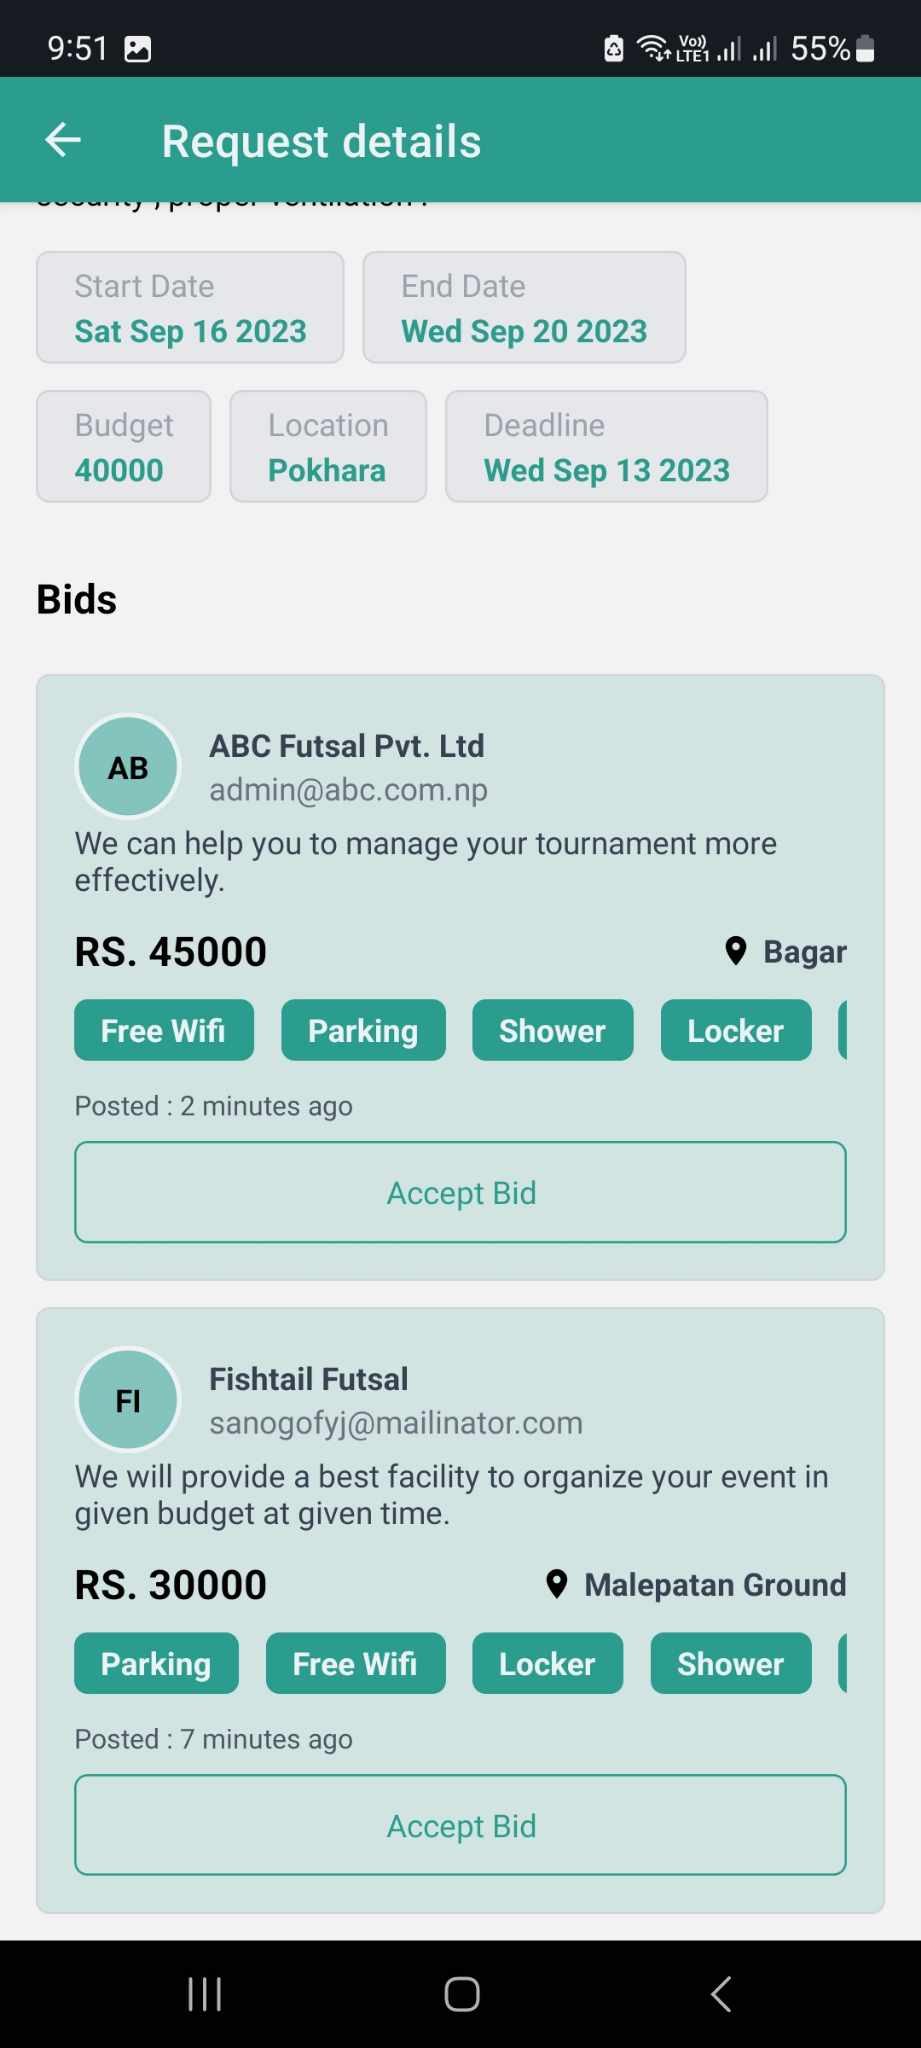 9:51
Vo))
LTE1
55%
Request details
security , proper ventilation .
Start Date
Sat Sep 16 2023
End Date
Wed Sep 20 2023
Budget
40000
Location
Pokhara
Deadline
Wed Sep 13 2023
Bids
AB
ABC Futsal Pvt. Ltd
admin@abc.com.np
We can help you to manage your tournament more
effectively.
RS. 45000
Bagar
Free Wifi
Parking
Shower
Locker
Posted : 2 minutes ago
Accept Bid
FI
Fishtail Futsal
sanogofyj@mailinator.com
We will provide a best facility to organize your event in
given budget at given time.
RS. 30000
Malepatan Ground
Parking
Free Wifi
Locker
Shower
Posted : 7 minutes ago
Accept Bid